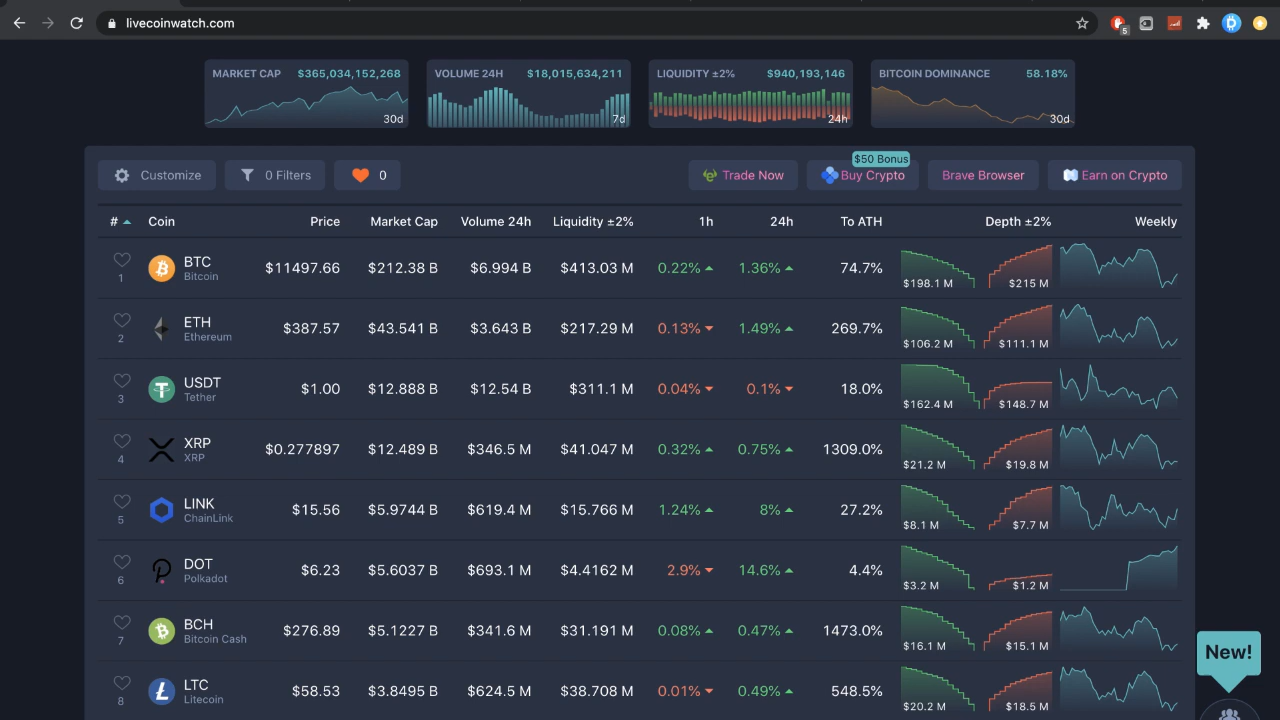 livecoinwatch.com
5
MARKET CAP $365,034,152,268
30d
VOLUME 24H $18,015,634,211
7d
LIQUIDITY ±2% $940,193,146
24h
BITCOIN DOMINANCE 58.18%
30d
Customize 0 Filters 0 Trade Now $50 Bonus Buy Crypto Brave Browser Earn on Crypto
# Coin Price Market Cap Volume 24h Liquidity ±2% 1h 24h To ATH Depth ±2% Weekly
1 BTC Bitcoin $11497.66 $212.38 B $6.994 B $413.03 M 0.22% 1.36% 74.7% $198.1 M $215 M
2 ETH Ethereum $387.57 $43.541 B $3.643 B $217.29 M 0.13% 1.49% 269.7% $106.2 M $111.1 M
3 USDT Tether $1.00 $12.888 B $12.54 B $311.1 M 0.04% 0.1% 18.0% $162.4 M $148.7 M
4 XRP XRP $0.277897 $12.489 B $346.5 M $41.047 M 0.32% 0.75% 1309.0% $21.2 M $19.8 M
5 LINK ChainLink $15.56 $5.9744 B $619.4 M $15.766 M 1.24% 8% 27.2% $8.1 M $7.7 M
6 DOT Polkadot $6.23 $5.6037 B $693.1 M $4.4162 M 2.9% 14.6% 4.4% $3.2 M $1.2 M
7 BCH Bitcoin Cash $276.89 $5.1227 B $341.6 M $31.191 M 0.08% 0.47% 1473.0% $16.1 M $15.1 M
8 LTC Litecoin $58.53 $3.8495 B $624.5 M $38.708 M 0.01% 0.49% 548.5% $20.2 M $18.5 M
New!